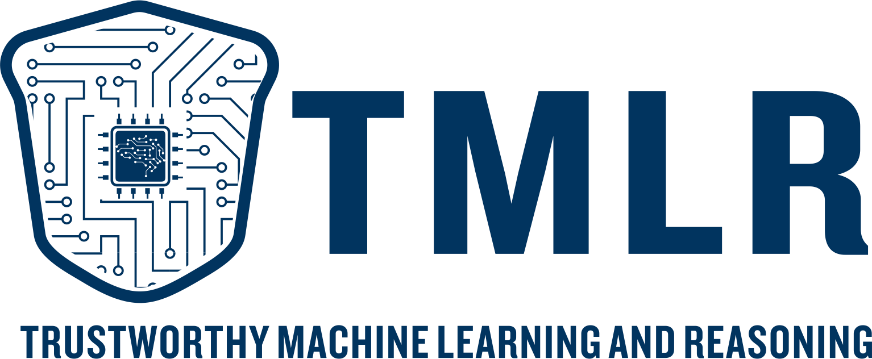 TMLR
TRUSTWORTHY MACHINE LEARNING AND REASONING